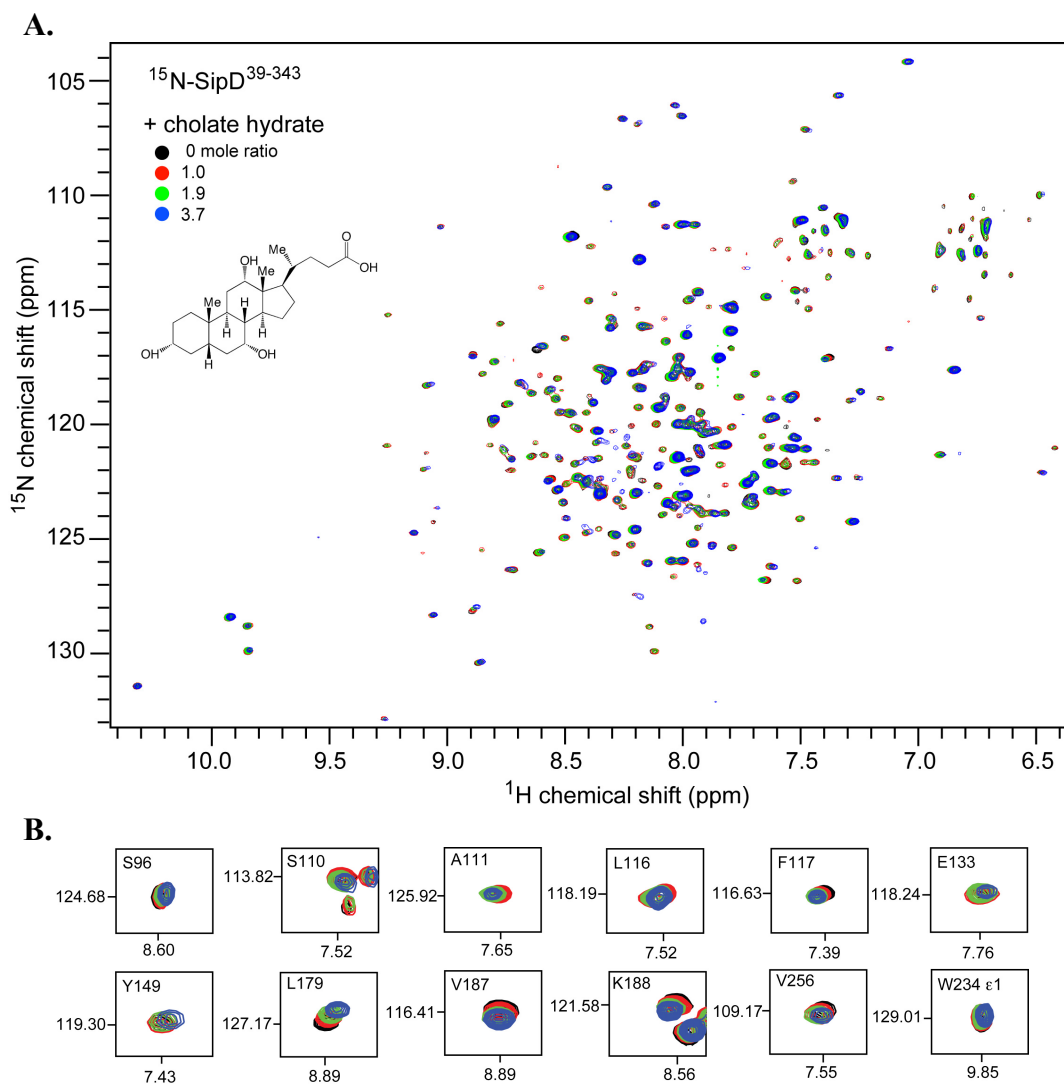 A.
15N-SipD39-343
+ cholate hydrate
0 mole ratio
1.0
1.9
3.7
Me
O
OH
OH
Me
Me
H
H
H
OH
H
OH
105
110
115
120
125
130
15N chemical shift (ppm)
10.0 9.5 9.0 8.5 8.0 7.5 7.0 6.5
1H chemical shift (ppm)
B.
S96
124.68
8.60
S110
113.82
7.52
A111
125.92
7.65
L116
118.19
7.52
F117
116.63
7.39
E133
118.24
7.76
Y149
119.30
7.43
L179
127.17
8.89
V187
116.41
8.89
K188
121.58
8.56
V256
109.17
7.55
W234 ε1
129.01
9.85